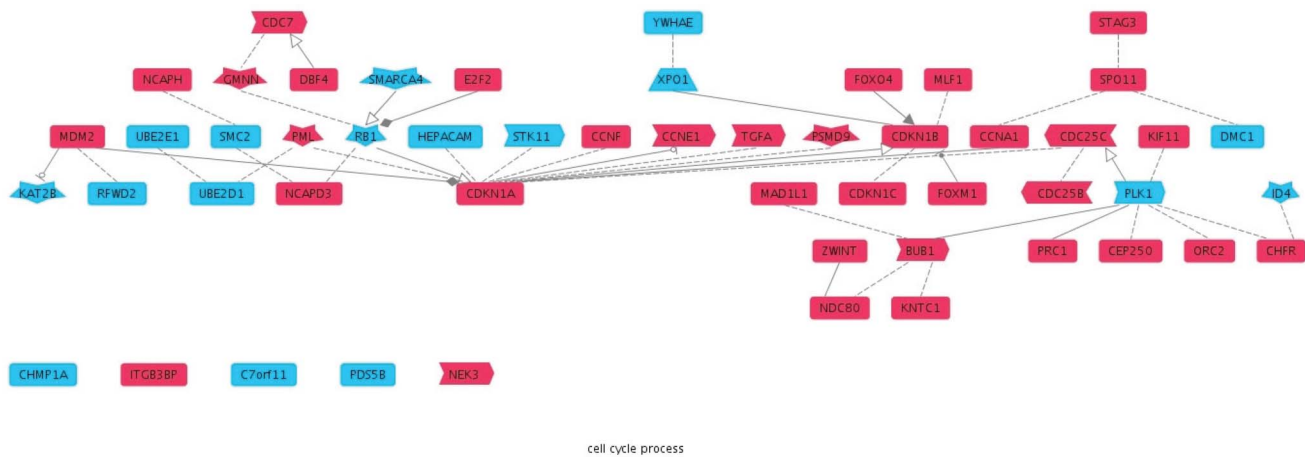 CDC7 YWHAE STAG3
NCAPH GMNN DBF4 SMARCA4 E2F2 XPO1 FOXO4 MLF1 SPO11
MDM2 UBE2E1 SMC2 PML RB1 HEPACAM STK11 CCNF CCNE1 TGFA PSMD9 CDKN1B CCNA1 CDC25C KIF11 DMC1
KAT2B RFWD2 UBE2D1 NCAPD3 CDKN1A MAD1L1 CDKN1C FOXM1 CDC25B PLK1 ID4
ZWINT BUB1 PRC1 CEP250 ORC2 CHFR
NDC80 KNTC1
CHMP1A ITGB3BP C7orf11 PDS5B NEK3
cell cycle process